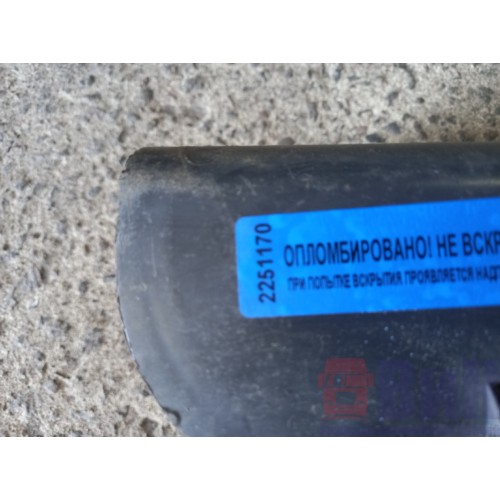 2251170
ОПЛОМБИРОВАНО! НЕ ВСКР
ПРИ ПОПЫТКЕ ВСКРЫТИЯ ПРОЯВЛЯЕТСЯ НАДП